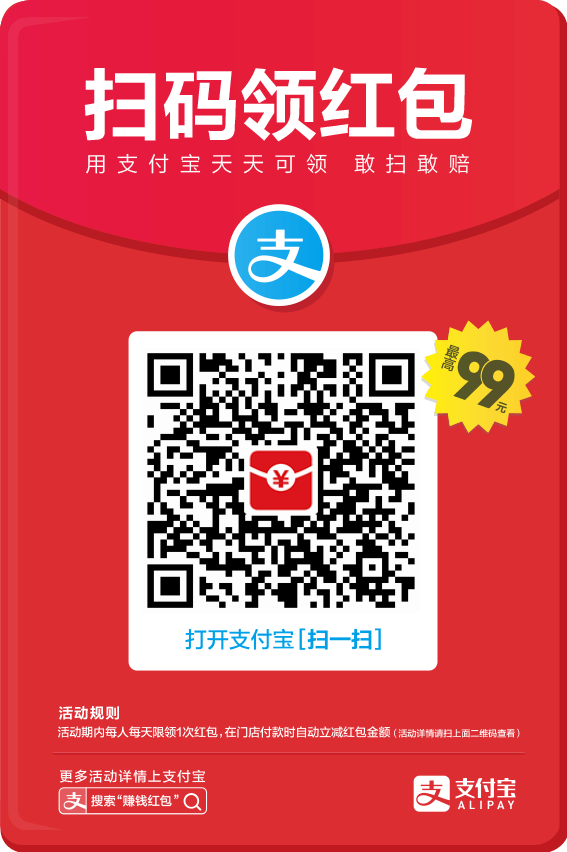 扫码领红包
用支付宝天天可领 敢扫敢赔
支
最高99元
¥
打开支付宝[扫一扫]
活动规则
活动期内每人每天限领1次红包,在门店付款时自动立减红包金额(活动详情请扫上面二维码查看)
更多活动详情上支付宝
支 搜索“赚钱红包”
支 支付宝
ALIPAY